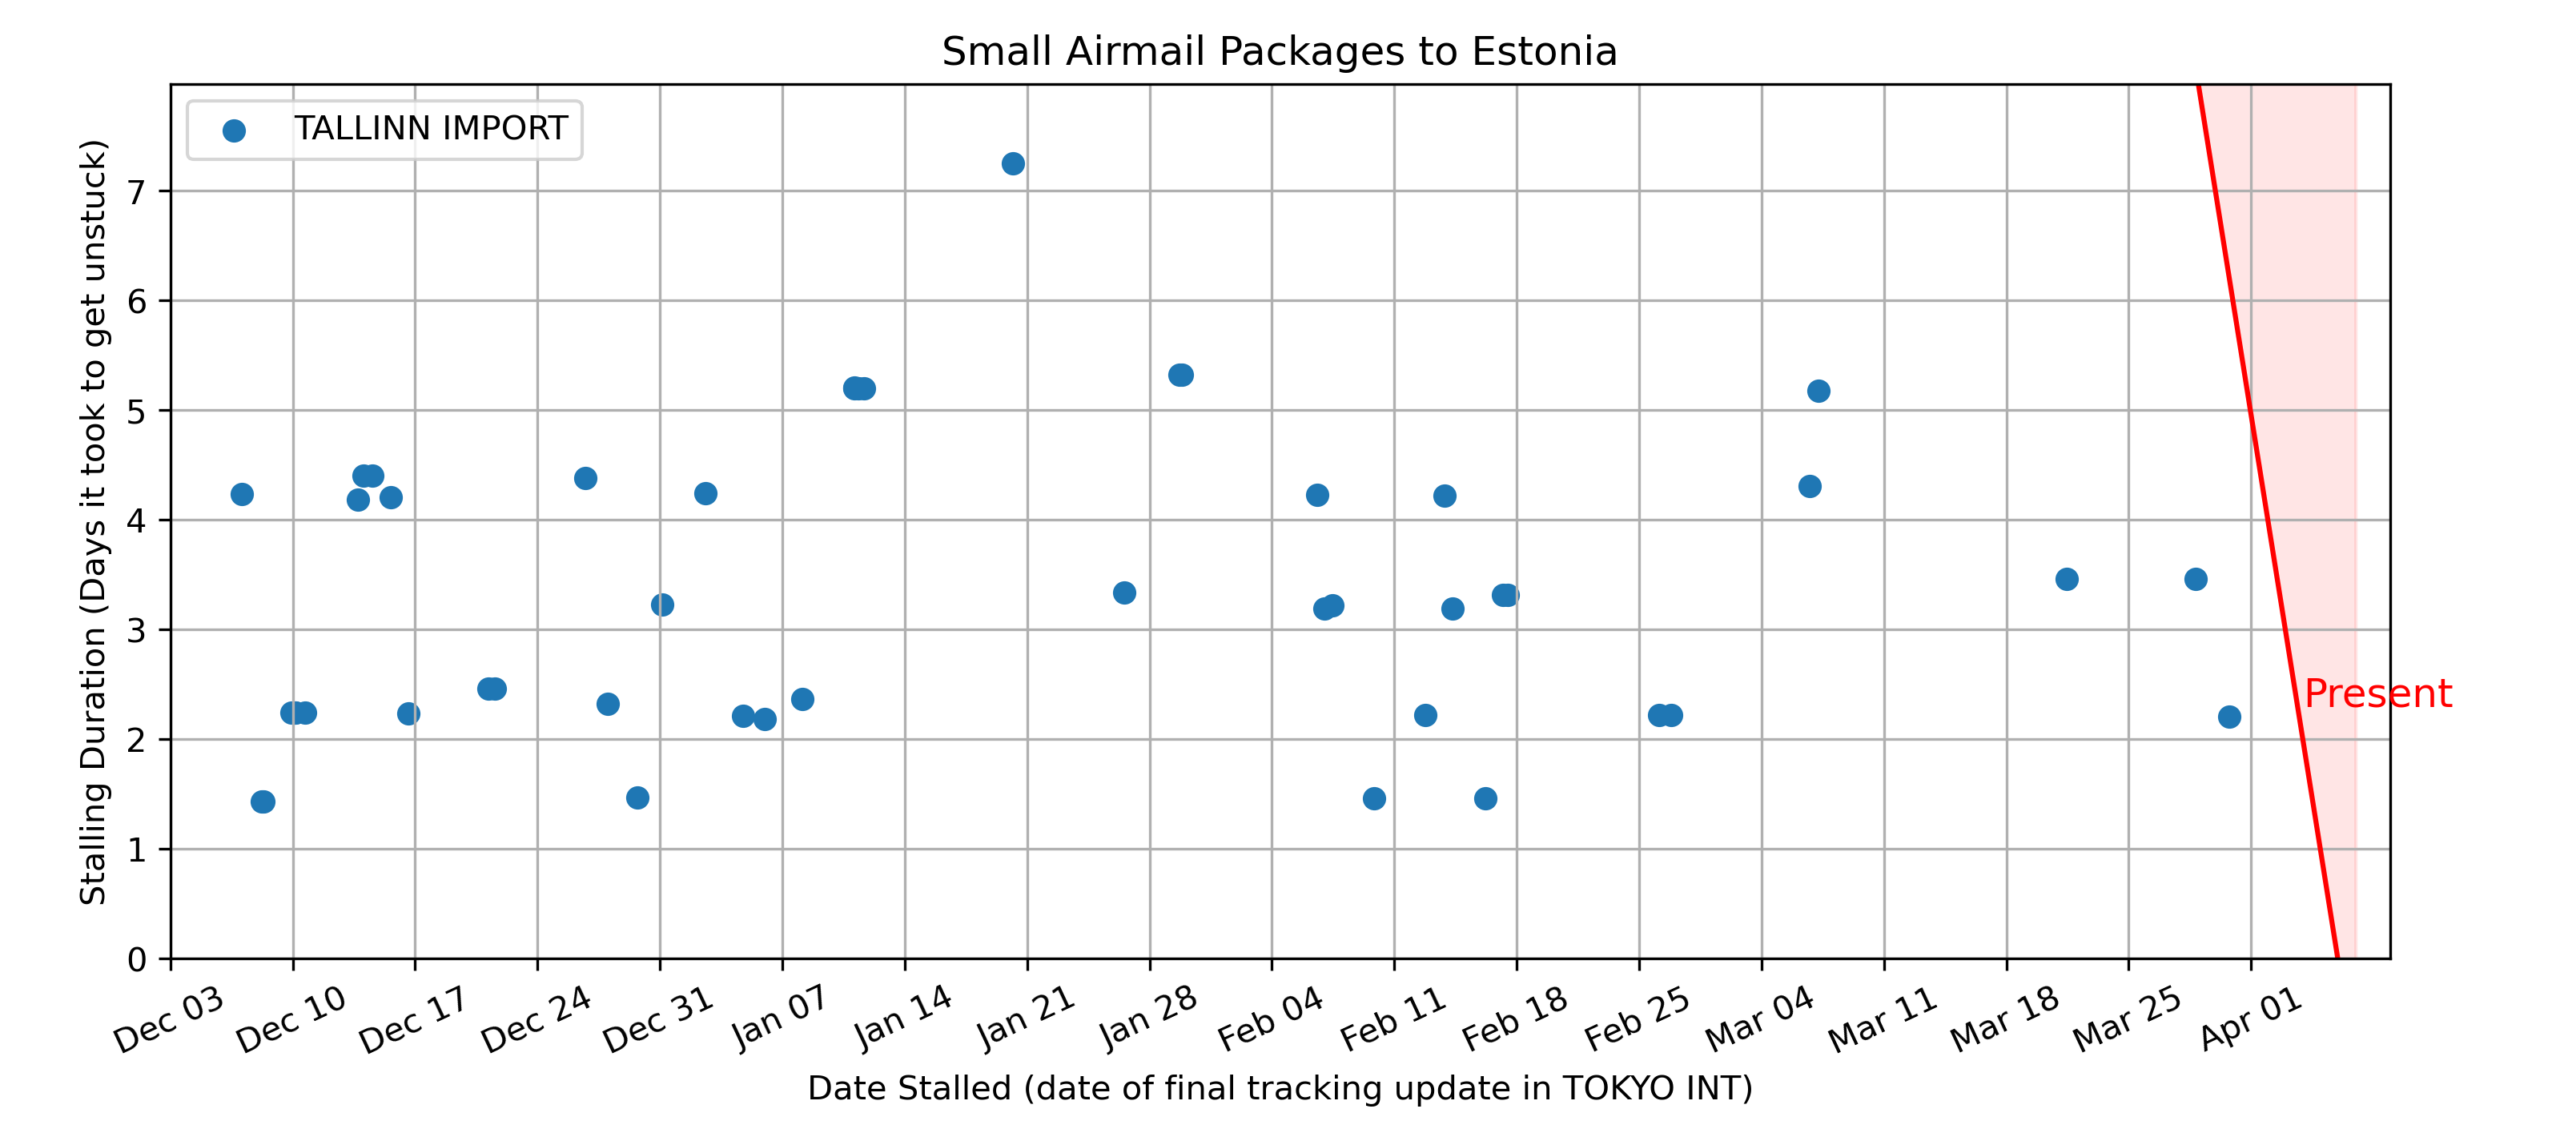 Small Airmail Packages to Estonia
TALLINN IMPORT
Stalling Duration (Days it took to get unstuck)
7
6
5
4
3
2
1
0
Present
Dec 03
Dec 10
Dec 17
Dec 24
Dec 31
Jan 07
Jan 14
Jan 21
Jan 28
Feb 04
Feb 11
Feb 18
Feb 25
Mar 04
Mar 11
Mar 18
Mar 25
Apr 01
Date Stalled (date of final tracking update in TOKYO INT)